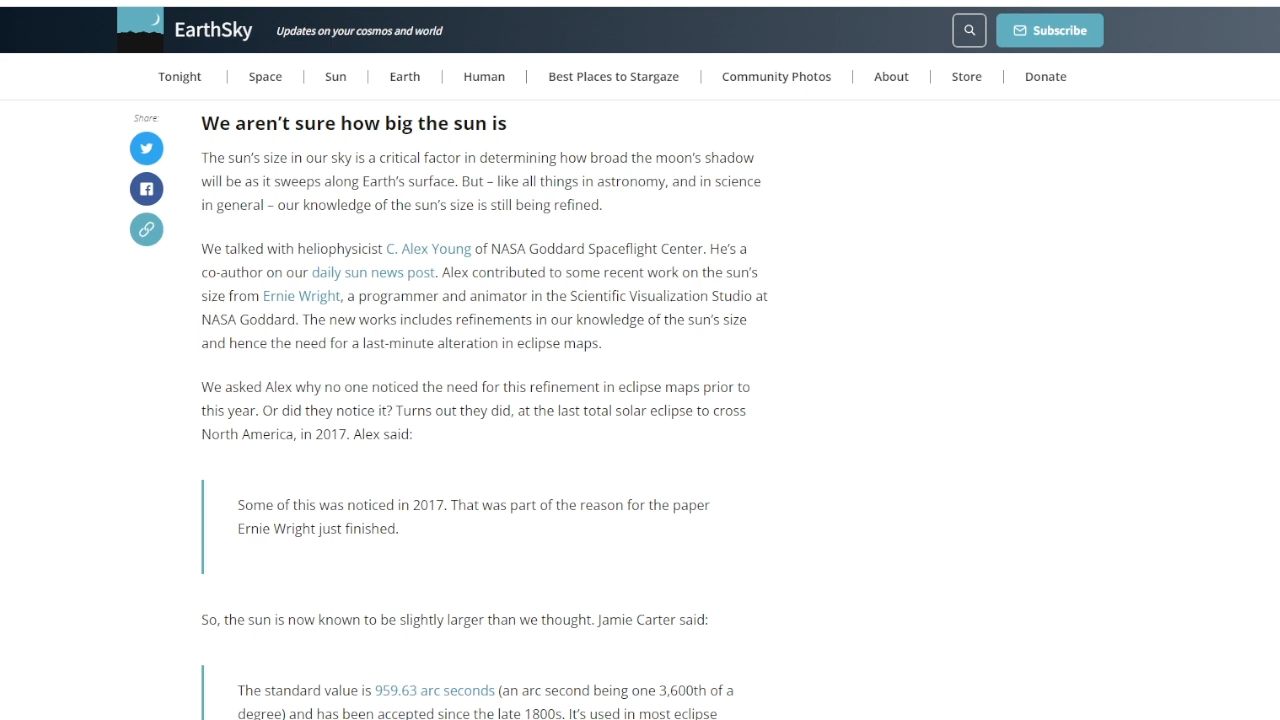 EarthSky
Updates on your cosmos and world
Subscribe
Tonight
Space
Sun
Earth
Human
Best Places to Stargaze
Community Photos
About
Store
Donate
Share:
We aren’t sure how big the sun is
The sun’s size in our sky is a critical factor in determining how broad the moon’s shadow
will be as it sweeps along Earth’s surface. But – like all things in astronomy, and in science
in general – our knowledge of the sun’s size is still being refined.
We talked with heliophysicist C. Alex Young of NASA Goddard Spaceflight Center. He’s a
co-author on our daily sun news post. Alex contributed to some recent work on the sun’s
size from Ernie Wright, a programmer and animator in the Scientific Visualization Studio at
NASA Goddard. The new works includes refinements in our knowledge of the sun’s size
and hence the need for a last-minute alteration in eclipse maps.
We asked Alex why no one noticed the need for this refinement in eclipse maps prior to
this year. Or did they notice it? Turns out they did, at the last total solar eclipse to cross
North America, in 2017. Alex said:
Some of this was noticed in 2017. That was part of the reason for the paper
Ernie Wright just finished.
So, the sun is now known to be slightly larger than we thought. Jamie Carter said:
The standard value is 959.63 arc seconds (an arc second being one 3,600th of a
degree) and has been accepted since the late 1800s. It’s used in most eclipse